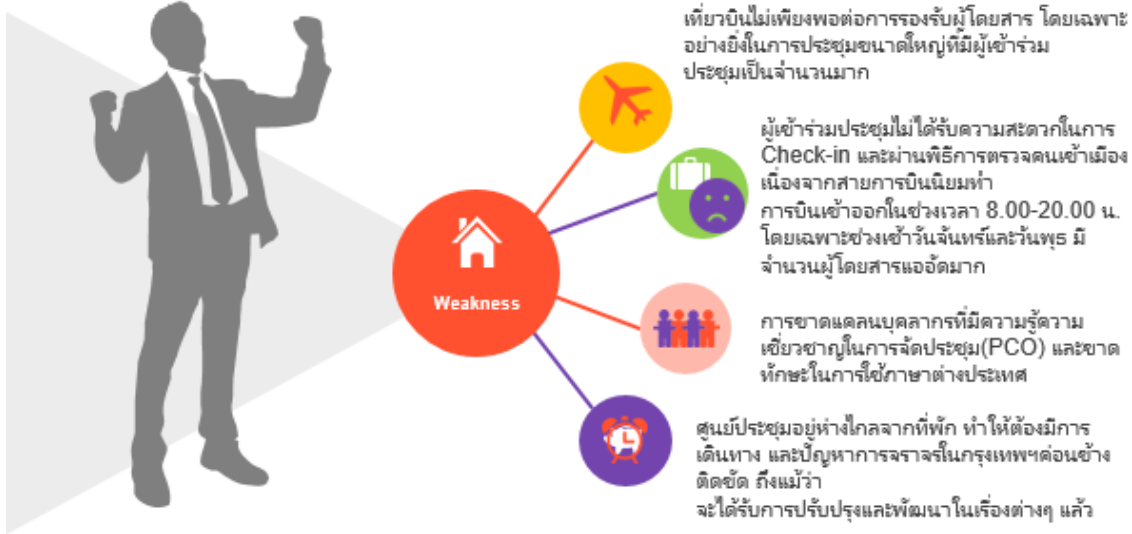 เที่ยวบินไม่เพียงพอต่อการรองรับผู้โดยสาร โดยเฉพาะ
อย่างยิ่งในการประชุมขนาดใหญ่ที่มีผู้เข้าร่วม
ประชุมเป็นจำนวนมาก
ผู้เข้าร่วมประชุมไม่ได้รับความสะดวกในการ
Check-in และผ่านพิธีการตรวจคนเข้าเมือง
เนื่องจากสายการบินนิยมทำ
การบินเข้าออกในช่วงเวลา 8.00-20.00 น.
โดยเฉพาะช่วงเช้าวันจันทร์และวันพุธ มี
จำนวนผู้โดยสารแออัดมาก
Weakness
การขาดแคลนบุคลากรที่มีความรู้ความ
เชี่ยวชาญในการจัดประชุม(PCO) และขาด
ทักษะในการใช้ภาษาต่างประเทศ
ศูนย์ประชุมอยู่ห่างไกลจากที่พัก ทำให้ต้องมีการ
เดินทาง และปัญหาการจราจรในกรุงเทพฯค่อนข้าง
ติดขัด ถึงแม้ว่า
จะได้รับการปรับปรุงและพัฒนาในเรื่องต่างๆ แล้ว